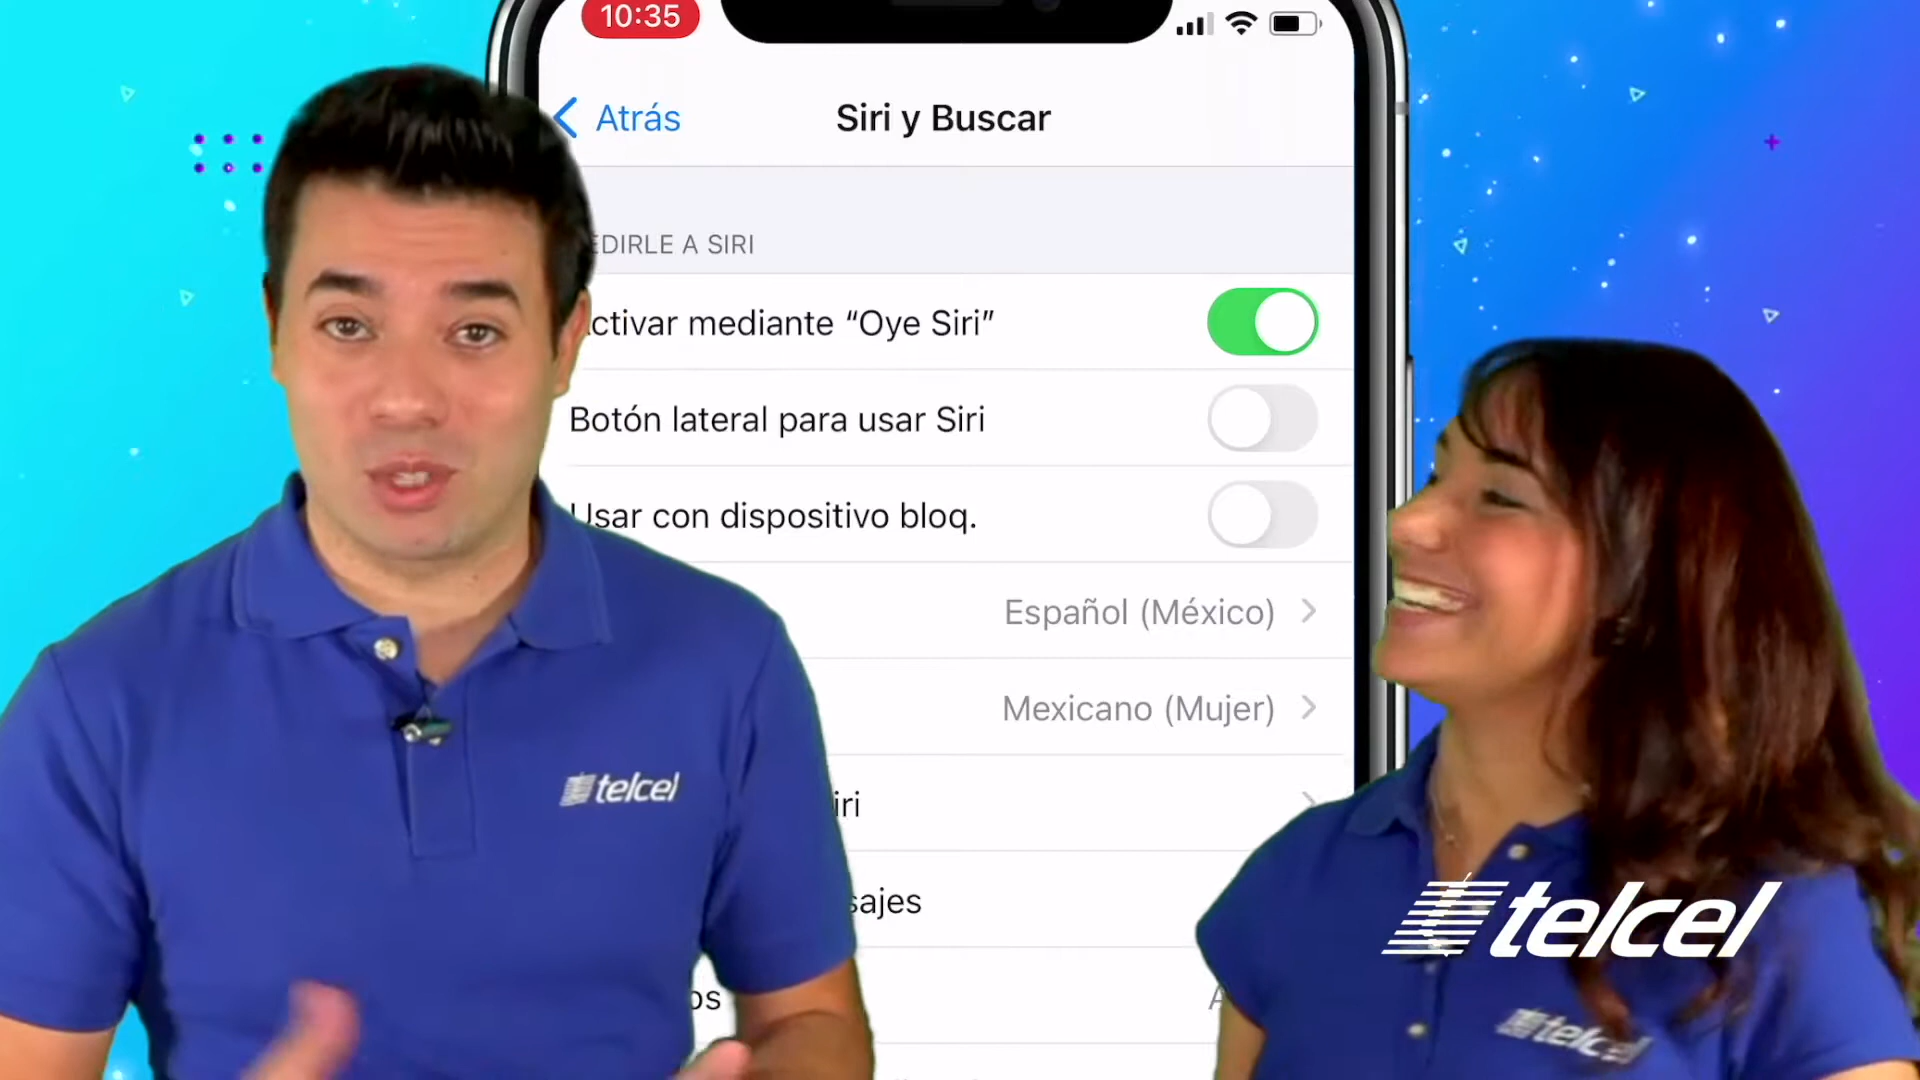 10:35
Atrás
Siri y Buscar
EDIRLE A SIRI
ctivar mediante “Oye Siri”
Botón lateral para usar Siri
Usar con dispositivo bloq.
Español (México)
Mexicano (Mujer)
telcel
iri
sajes
telcel
os
telcel